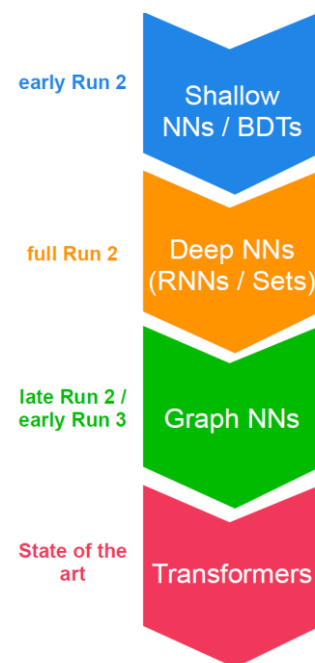 early Run 2
Shallow
NNs / BDTs
full Run 2
Deep NNs
(RNNs / Sets)
late Run 2 /
early Run 3
Graph NNs
State of the
art
Transformers